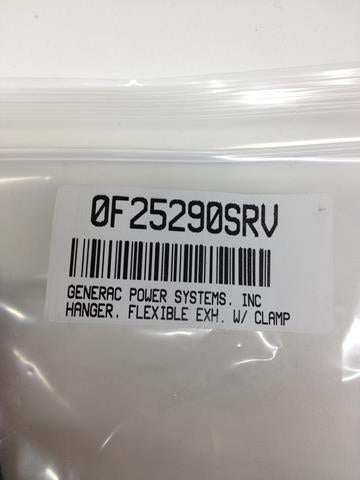 0F25290SRV
GENERAC POWER SYSTEMS, INC
HANGER, FLEXIBLE EXH. W/ CLAMP